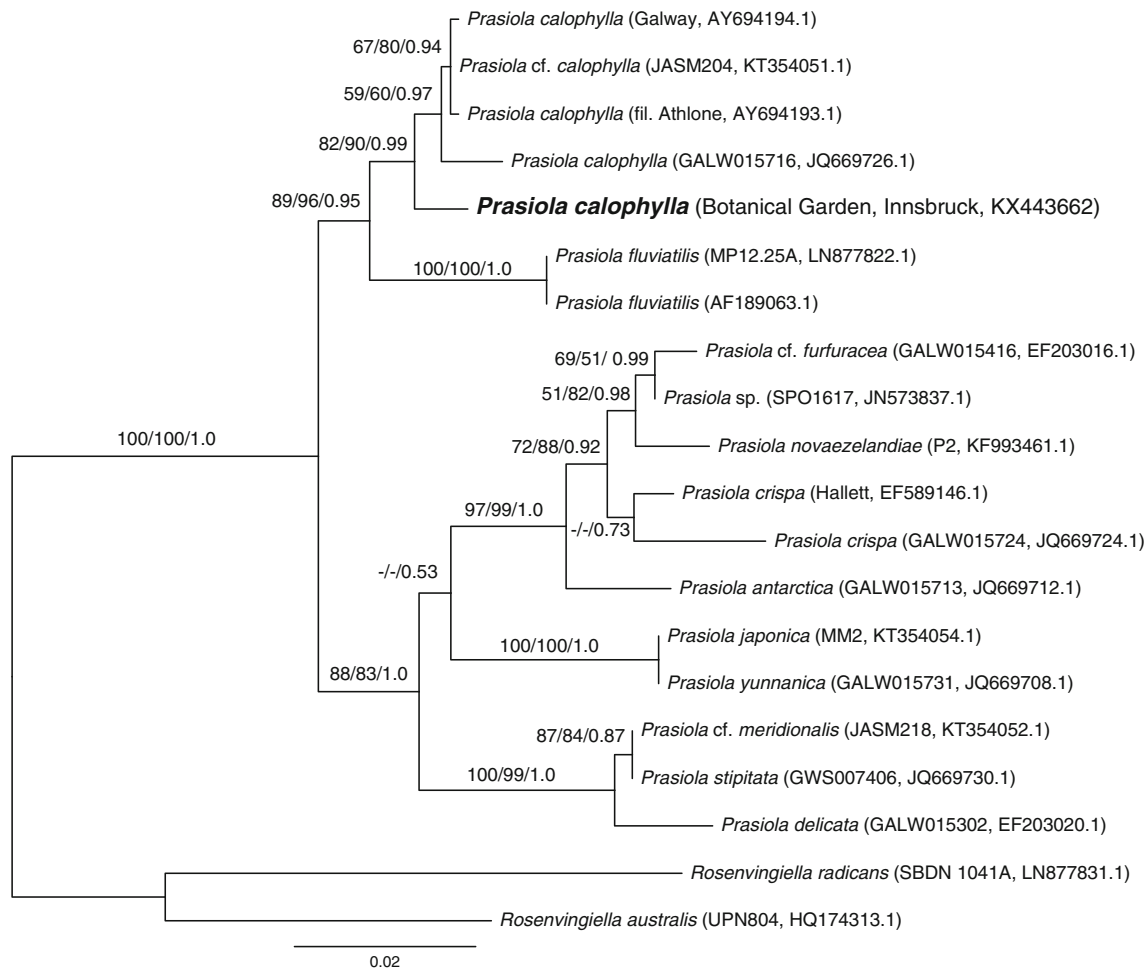 Prasiola calophylla (Galway, AY694194.1)
67/80/0.94
Prasiola cf. calophylla (JASM204, KT354051.1)
59/60/0.97
Prasiola calophylla (fil. Athlone, AY694193.1)
82/90/0.99
Prasiola calophylla (GALW015716, JQ669726.1)
89/96/0.95
Prasiola calophylla (Botanical Garden, Innsbruck, KX443662)
Prasiola fluviatilis (MP12.25A, LN877822.1)
100/100/1.0
Prasiola fluviatilis (AF189063.1)
Prasiola cf. furfuracea (GALW015416, EF203016.1)
69/51/ 0.99
Prasiola sp. (SPO1617, JN573837.1)
51/82/0.98
Prasiola novaezelandiae (P2, KF993461.1)
100/100/1.0
72/88/0.92
Prasiola crispa (Hallett, EF589146.1)
97/99/1.0
-/-/0.73
Prasiola crispa (GALW015724, JQ669724.1)
-/-/0.53
Prasiola antarctica (GALW015713, JQ669712.1)
Prasiola japonica (MM2, KT354054.1)
100/100/1.0
88/83/1.0
Prasiola yunnanica (GALW015731, JQ669708.1)
Prasiola cf. meridionalis (JASM218, KT354052.1)
87/84/0.87
100/99/1.0
Prasiola stipitata (GWS007406, JQ669730.1)
Prasiola delicata (GALW015302, EF203020.1)
Rosenvingiella radicans (SBDN 1041A, LN877831.1)
Rosenvingiella australis (UPN804, HQ174313.1)
0.02